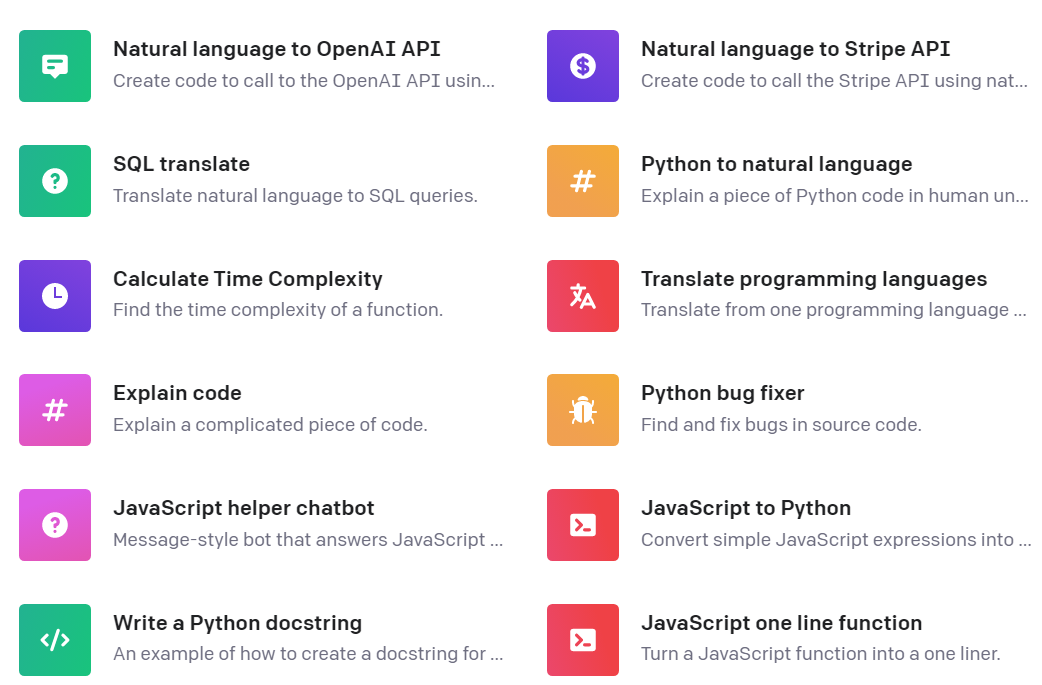 Natural language to OpenAI API
Create code to call to the OpenAI API usin...
Natural language to Stripe API
Create code to call the Stripe API using nat...
SQL translate
Translate natural language to SQL queries.
Python to natural language
Explain a piece of Python code in human un...
Calculate Time Complexity
Find the time complexity of a function.
Translate programming languages
Translate from one programming language ...
Explain code
Explain a complicated piece of code.
Python bug fixer
Find and fix bugs in source code.
JavaScript helper chatbot
Message-style bot that answers JavaScript ...
JavaScript to Python
Convert simple JavaScript expressions into ...
Write a Python docstring
An example of how to create a docstring for ...
JavaScript one line function
Turn a JavaScript function into a one liner.